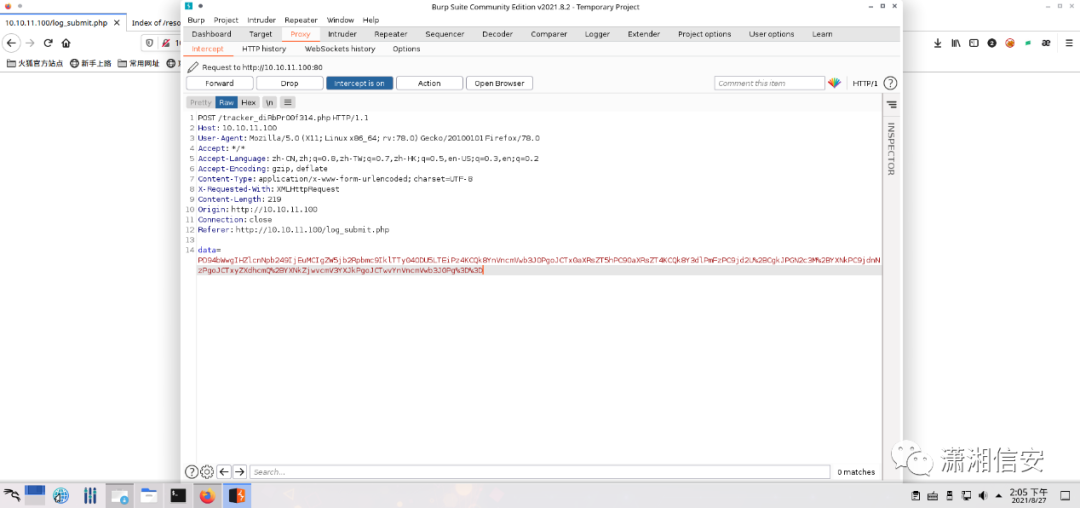 Burp Suite Community Edition v2021.8.2 - Temporary Project
Burp Project Intruder Repeater Window Help
10.10.11.100/log_submit.php
Index of /reso
Dashboard Target Proxy Intruder Repeater Sequencer Decoder Comparer Logger Extender Project options User options Learn
Intercept HTTP history WebSockets history Options
火狐官方站点 新手上路 常用网址
Request to http://10.10.11.100:80
Forward Drop Intercept is on Action Open Browser Comment this item HTTP/1
Pretty Raw Hex \n
INSPECTOR
1 POST /tracker_diRbPr00f314.php HTTP/1.1
2 Host: 10.10.11.100
3 User-Agent: Mozilla/5.0 (X11; Linux x86_64; rv:78.0) Gecko/20100101 Firefox/78.0
4 Accept: */*
5 Accept-Language: zh-CN,zh;q=0.8,zh-TW;q=0.7,zh-HK;q=0.5,en-US;q=0.3,en;q=0.2
6 Accept-Encoding: gzip, deflate
7 Content-Type: application/x-www-form-urlencoded; charset=UTF-8
8 X-Requested-With: XMLHttpRequest
9 Content-Length: 219
10 Origin: http://10.10.11.100
11 Connection: close
12 Referer: http://10.10.11.100/log_submit.php
13
14 data=
Search...
0 matches
潇湘信安
2:05 下午
2021/8/27